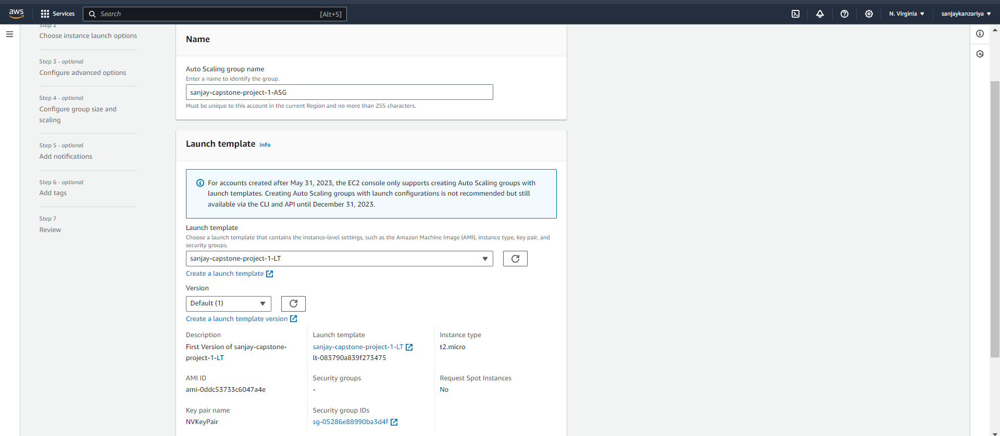 aws
Services
Search
[Alt+S]
N. Virginia
sanjaykanzariya
Step 2
Choose instance launch options
Step 3 - optional
Configure advanced options
Step 4 - optional
Configure group size and
scaling
Step 5 - optional
Add notifications
Step 6 - optional
Add tags
Step 7
Review
Name
Auto Scaling group name
Enter a name to identify the group.
sanjay-capstone-project-1-ASG
Must be unique to this account in the current Region and no more than 255 characters.
Launch template Info
For accounts created after May 31, 2023, the EC2 console only supports creating Auto Scaling groups with
launch templates. Creating Auto Scaling groups with launch configurations is not recommended but still
available via the CLI and API until December 31, 2023.
Launch template
Choose a launch template that contains the instance-level settings, such as the Amazon Machine Image (AMI), instance type, key pair, and
security groups.
sanjay-capstone-project-1-LT
Create a launch template
Version
Default (1)
Create a launch template version
Description
First Version of sanjay-capstone-
project-1-LT
Launch template
sanjay-capstone-project-1-LT
lt-083790a839f273475
Instance type
t2.micro
AMI ID
ami-0ddc53733c6047a4e
Security groups
-
Request Spot Instances
No
Key pair name
NVKeyPair
Security group IDs
sg-05286e88990ba3d4f